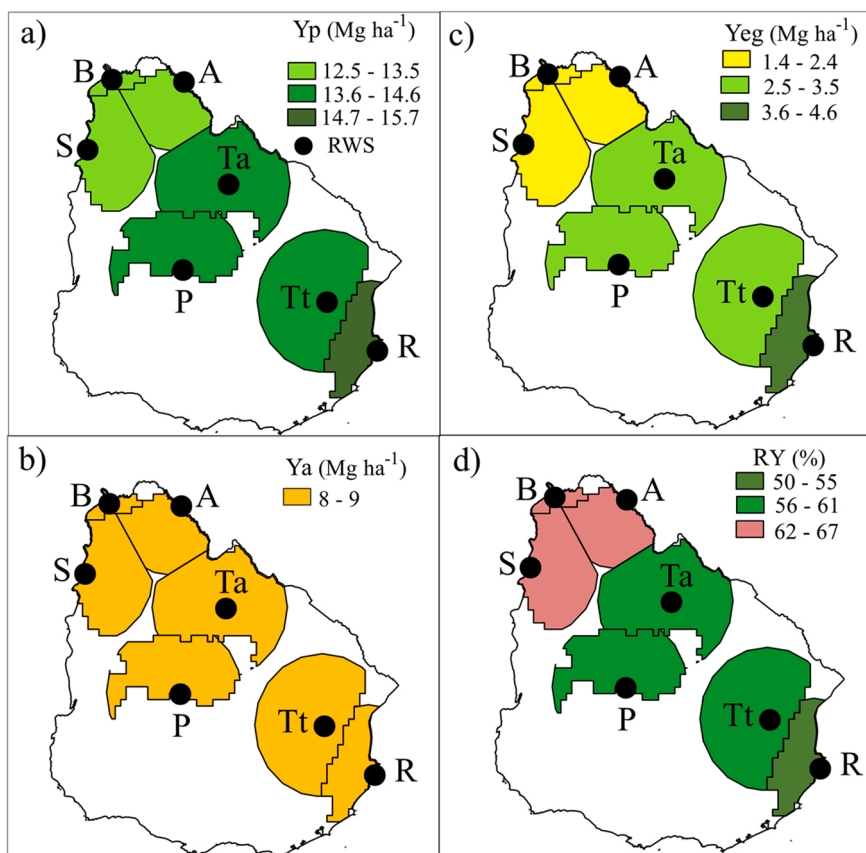 a)
Yp (Mg ha⁻¹)
12.5 - 13.5
13.6 - 14.6
14.7 - 15.7
RWS
B
A
S
Ta
P
Tt
R
c)
Yeg (Mg ha⁻¹)
1.4 - 2.4
2.5 - 3.5
3.6 - 4.6
B
A
S
Ta
P
Tt
R
b)
Ya (Mg ha⁻¹)
8 - 9
B
A
S
Ta
P
Tt
R
d)
RY (%)
50 - 55
56 - 61
62 - 67
B
A
S
Ta
P
Tt
R